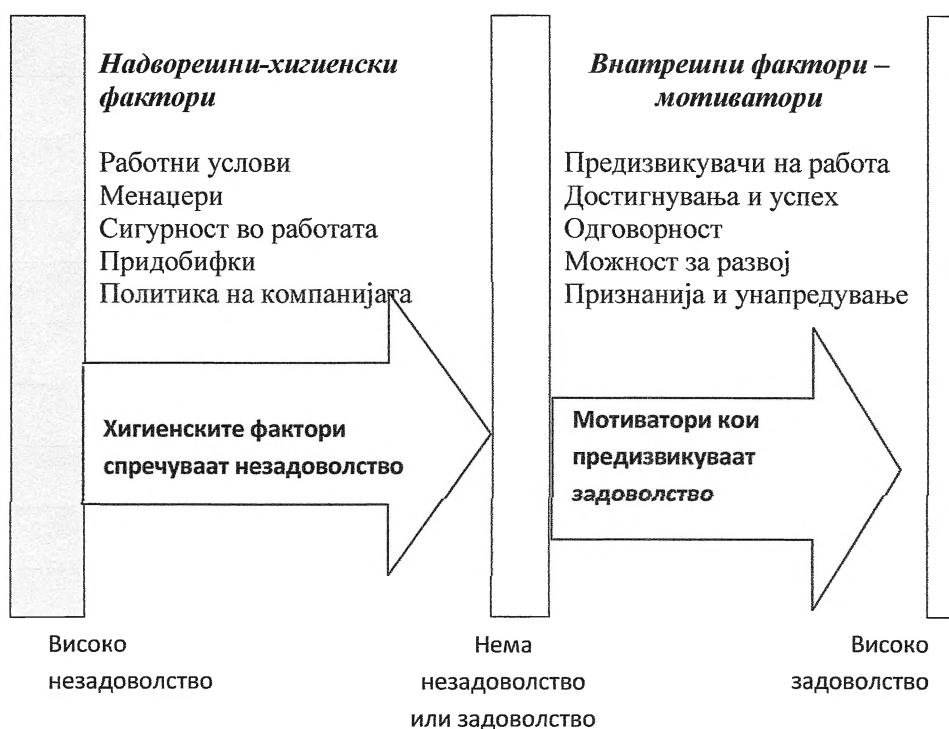 Надворешни-хигиенски
фактори
Работни услови
Менаџери
Сигурност во работата
Придобифки
Политика на компанијата
Хигиенските фактори
спречуваат незадоволство
Внатрешни фактори –
мотиватори
Предизвикувачи на работа
Достигнувања и успех
Одговорност
Можност за развој
Признанија и унапредување
Мотиватори кои
предизвикуваат
задоволство
Високо
незадоволство
Нема
незадоволство
или задоволство
Високо
задоволство